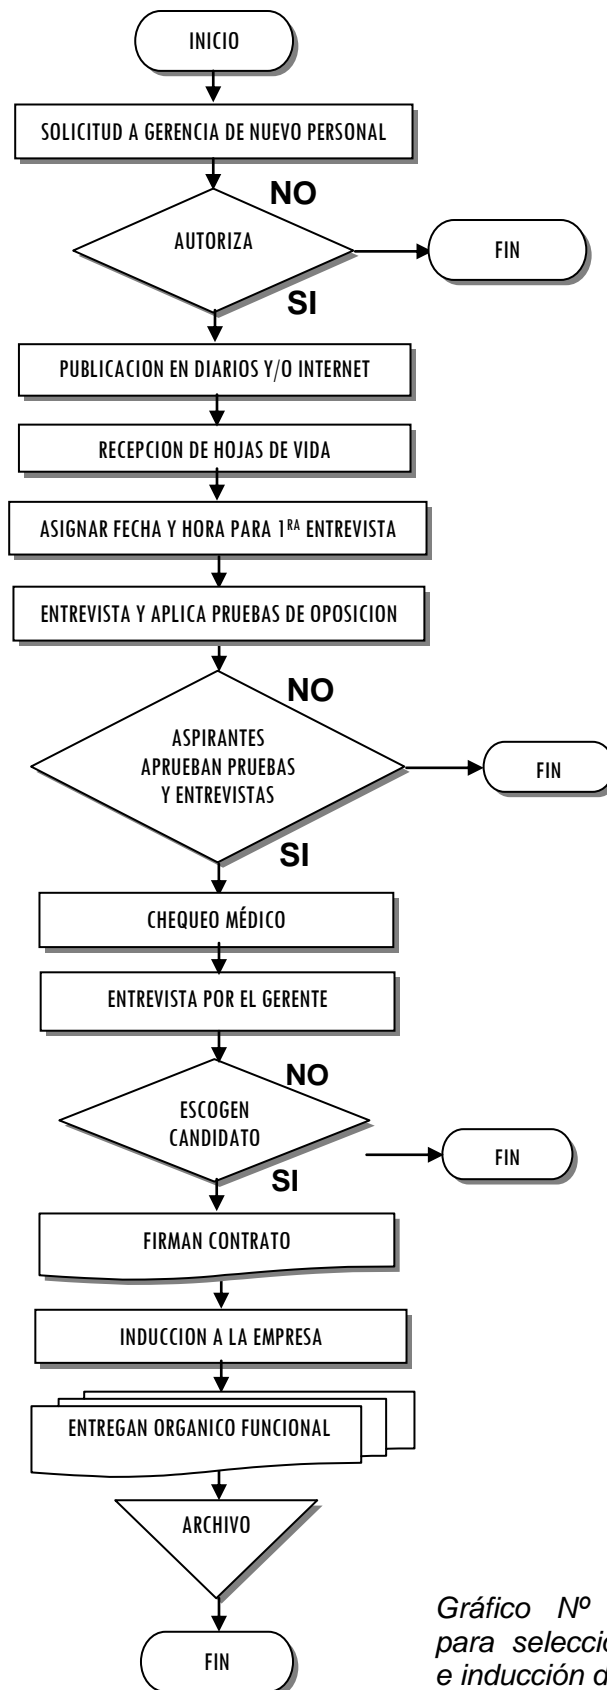 INICIO
SOLICITUD A GERENCIA DE NUEVO PERSONAL
NO
AUTORIZA
FIN
SI
PUBLICACION EN DIARIOS Y/O INTERNET
RECEPCION DE HOJAS DE VIDA
ASIGNAR FECHA Y HORA PARA 1RA ENTREVISTA
ENTREVISTA Y APLICA PRUEBAS DE OPOSICION
NO
ASPIRANTES
APRUEBAN PRUEBAS
Y ENTREVISTAS
FIN
SI
CHEQUEO MÉDICO
ENTREVISTA POR EL GERENTE
NO
ESCOGEN
CANDIDATO
FIN
SI
FIRMAN CONTRATO
INDUCCION A LA EMPRESA
ENTREGAN ORGANICO FUNCIONAL
ARCHIVO
Gráfico Nº
para selecció
e inducción d
FIN